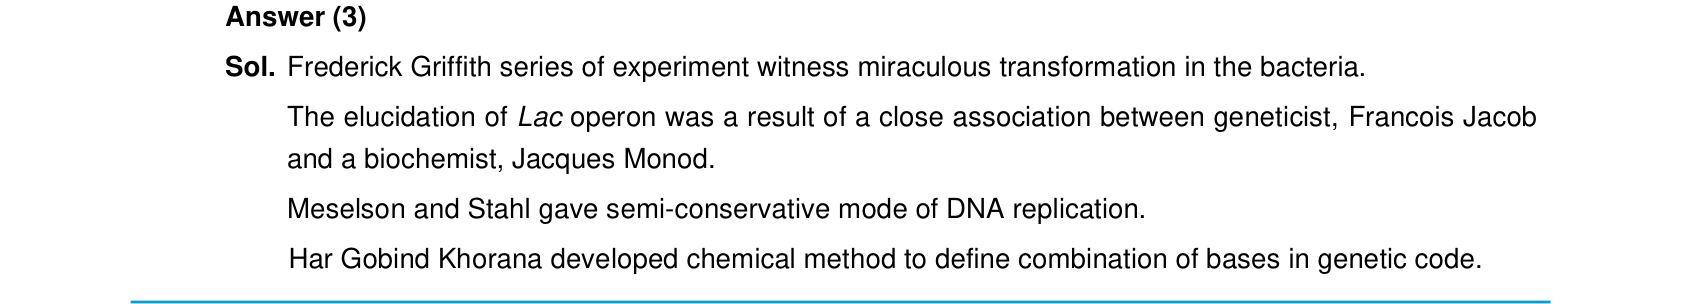 Answer (3)
Sol. Frederick Griffith series of experiment witness miraculous transformation in the bacteria.
The elucidation of Lac operon was a result of a close association between geneticist, Francois Jacob
and a biochemist, Jacques Monod.
Meselson and Stahl gave semi-conservative mode of DNA replication.
Har Gobind Khorana developed chemical method to define combination of bases in genetic code.